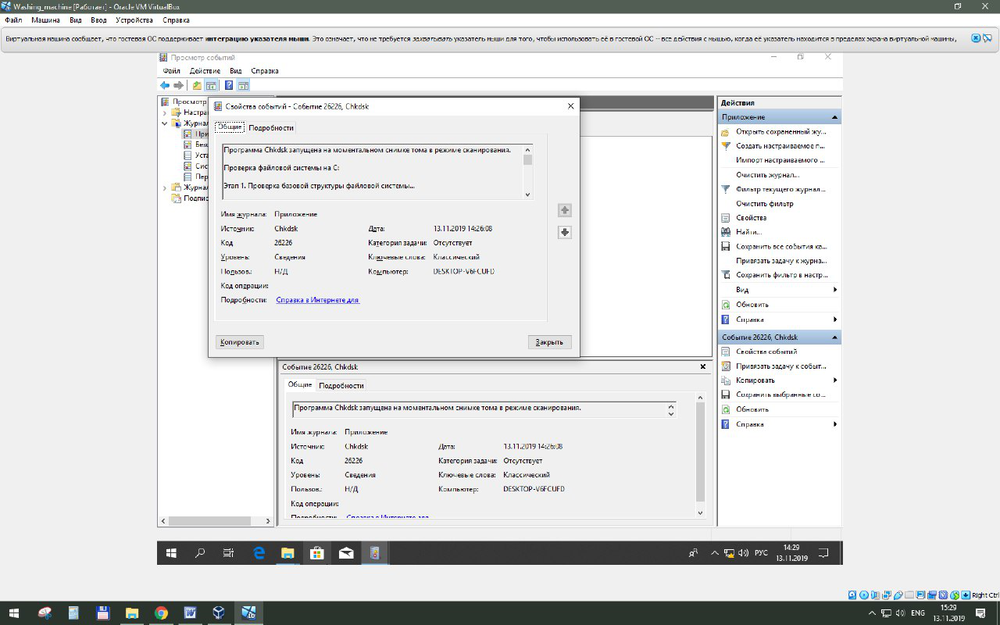 Washing_machine [Работает] - Oracle VM VirtualBox
Файл Машина Вид Ввод Устройства Справка
Виртуальная машина сообщает, что гостевая ОС поддерживает интеграцию указателя мыши. Это означает, что не требуется захватывать указатель мыши для того, чтобы использовать её в гостевой ОС -- все действия с мышью, когда её указатель находится в пределах экрана виртуальной машины,
Просмотр событий
Файл Действие Вид Справка
Просмотр
Настра
Журнал
При
Безо
Уста
Сист
Пере
Журнал
Подпис
Свойства событий - Событие 26226, Chkdsk
Общие Подробности
Программа Chkdsk запущена на моментальном снимке тома в режиме сканирования.
Проверка файловой системы на C:
Этап 1. Проверка базовой структуры файловой системы...
Имя журнала: Приложение
Источник: Chkdsk Дата: 13.11.2019 14:26:08
Код 26226 Категория задачи: Отсутствует
Уровень: Сведения Ключевые слова: Классический
Пользов.: Н/Д Компьютер: DESKTOP-V6FCUFD
Код операции:
Подробности: Справка в Интернете для
Копировать Закрыть
Событие 26226, Chkdsk
Общие Подробности
Программа Chkdsk запущена на моментальном снимке тома в режиме сканирования.
Имя журнала: Приложение
Источник: Chkdsk Дата: 13.11.2019 14:26:08
Код 26226 Категория задачи: Отсутствует
Уровень: Сведения Ключевые слова: Классический
Пользов.: Н/Д Компьютер: DESKTOP-V6FCUFD
Код операции:
Подробности: Справка в Интернете для
Действия
Приложение
Открыть сохраненный жу...
Создать настраиваемое п...
Импорт настраиваемого ...
Очистить журнал...
Фильтр текущего журнал...
Очистить фильтр
Свойства
Найти...
Сохранить все события ка...
Привязать задачу к журна...
Сохранить фильтр в настр...
Вид
Обновить
Справка
Событие 26226, Chkdsk
Свойства событий
Привязать задачу к событ...
Копировать
Сохранить выбранные со...
Обновить
Справка
РУС 14:29
13.11.2019
Right Ctrl
ENG 15:29
13.11.2019